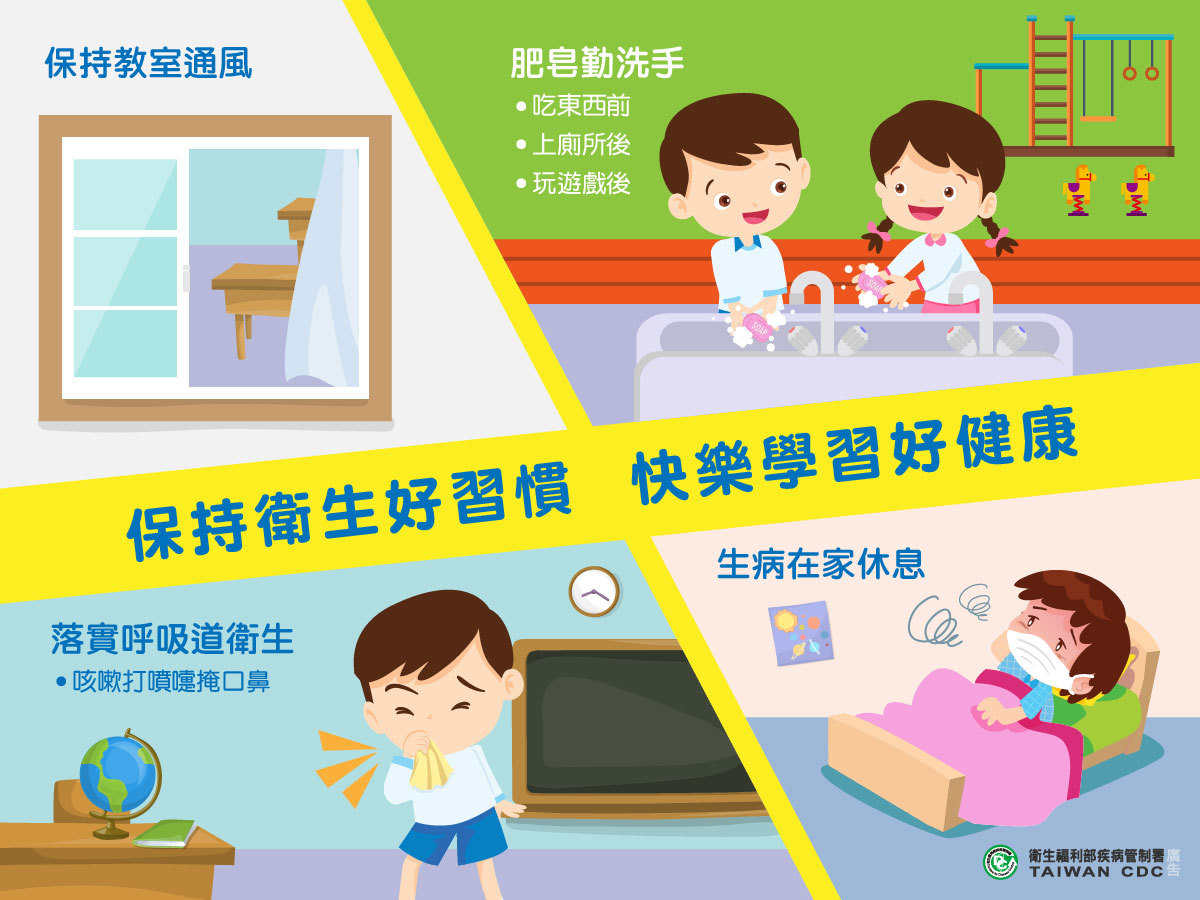 保持教室通風
肥皂勤洗手
• 吃東西前
• 上廁所後
• 玩遊戲後
SOAP
SOAP
保持衛生好習慣 快樂學習好健康
落實呼吸道衛生
• 咳嗽打噴嚏掩口鼻
生病在家休息
衛生福利部疾病管制署 廣告
TAIWAN CDC